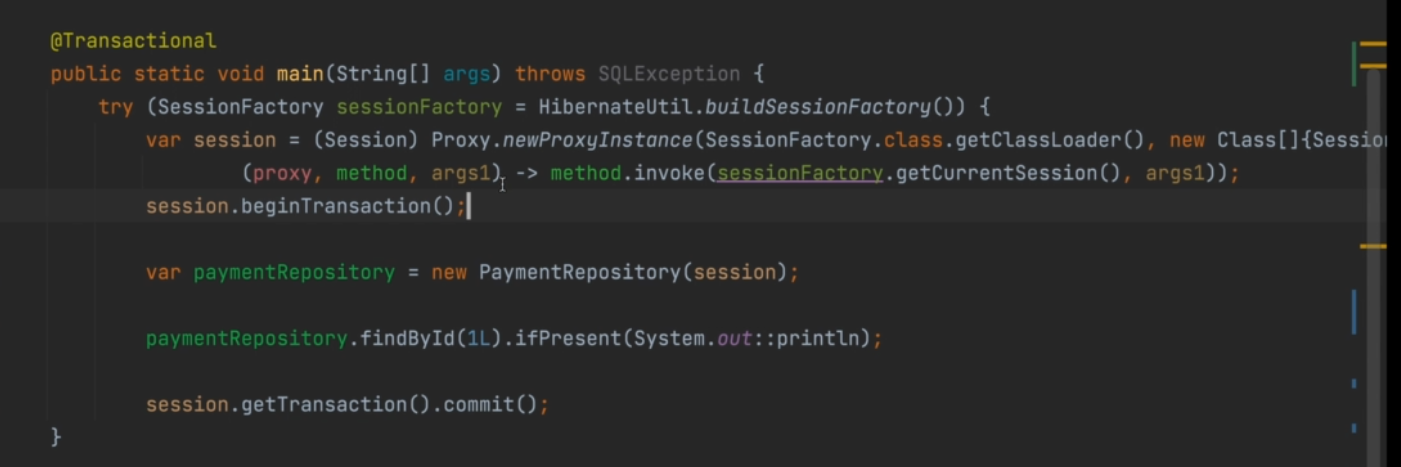 @Transactional
public static void main(String[] args) throws SQLException {
try (SessionFactory sessionFactory = HibernateUtil.buildSessionFactory()) {
var session = (Session) Proxy.newProxyInstance(SessionFactory.class.getClassLoader(), new Class[]{Session
(proxy, method, args1) -> method.invoke(sessionFactory.getCurrentSession(), args1));
session.beginTransaction();
var paymentRepository = new PaymentRepository(session);
paymentRepository.findById(1L).ifPresent(System.out::println);
session.getTransaction().commit();
}